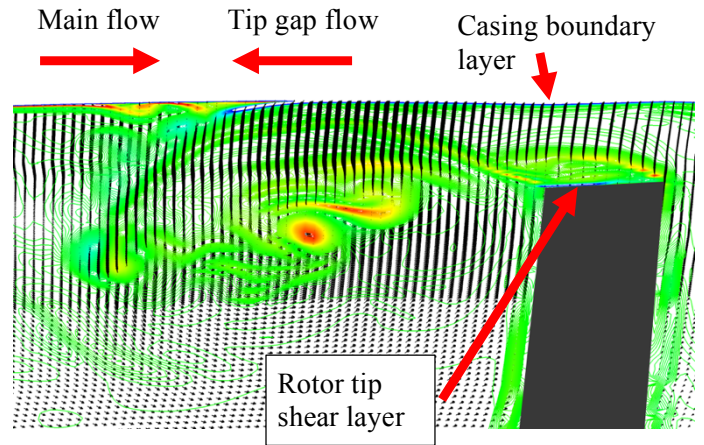 Main flow
Tip gap flow
Casing boundary
layer
Rotor tip
shear layer